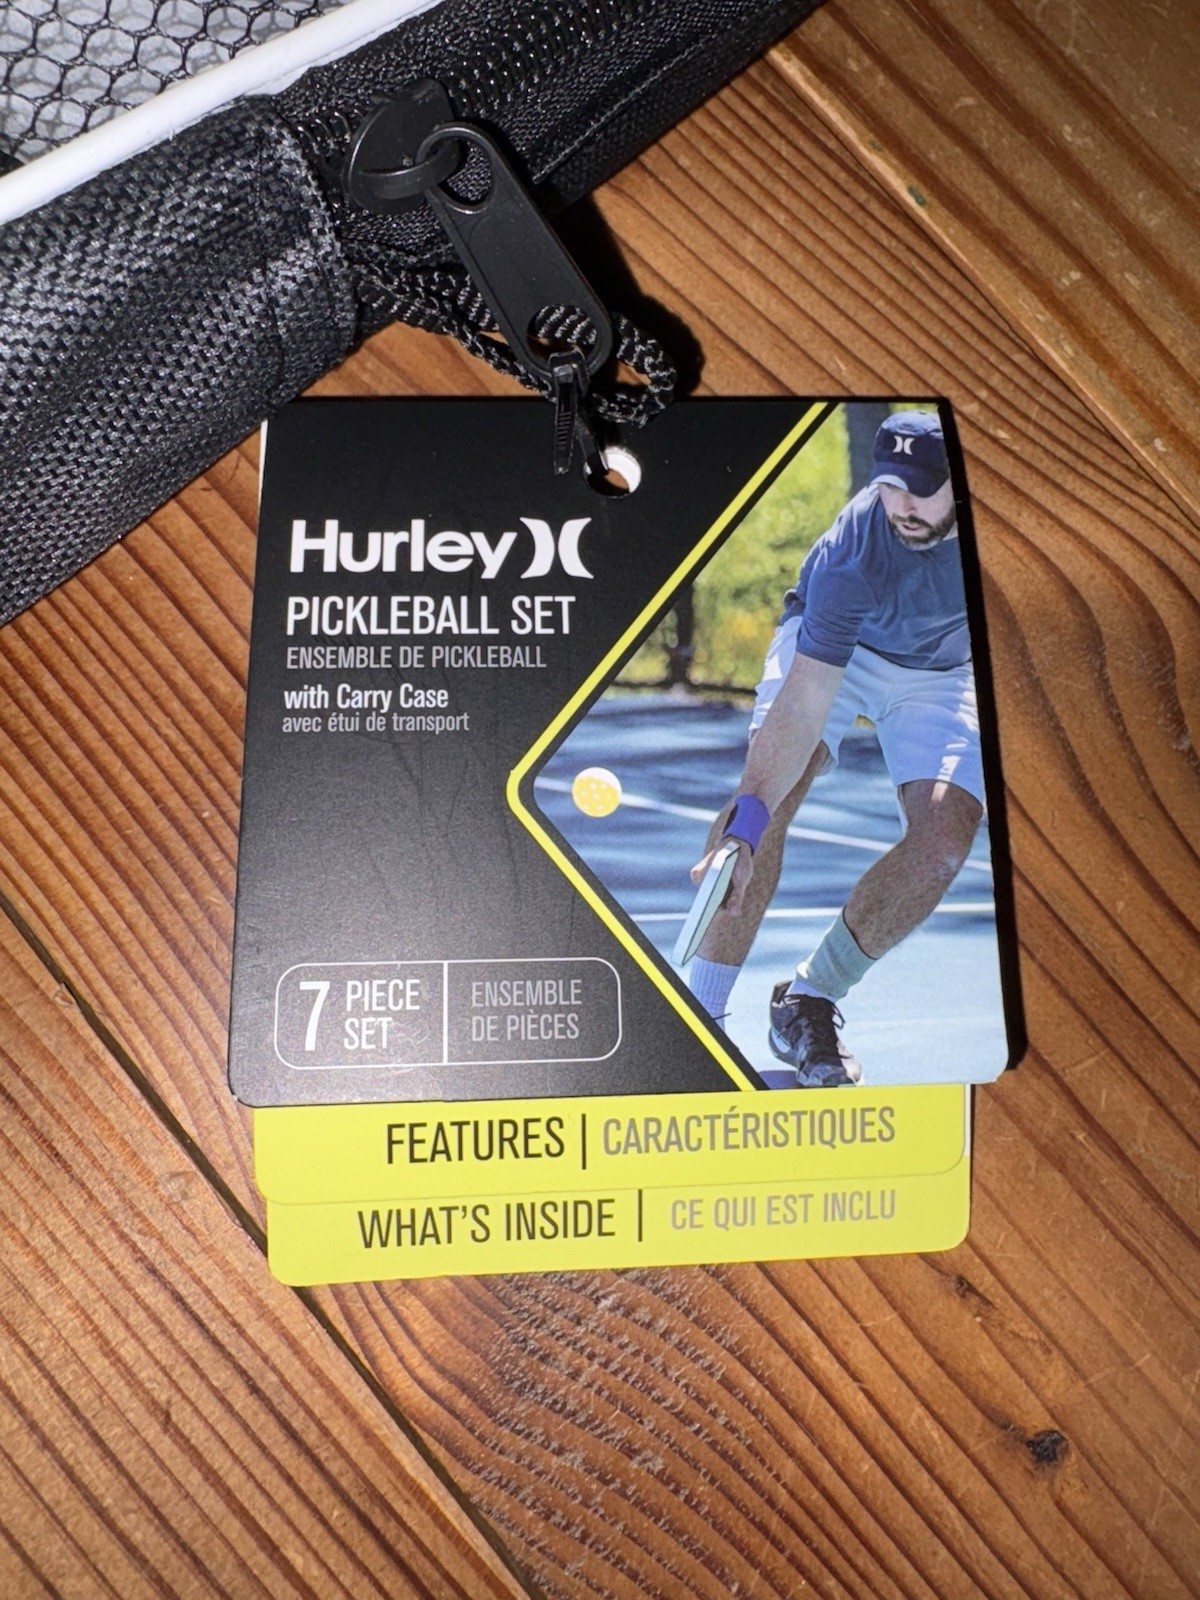 Hurley
PICKLEBALL SET
ENSEMBLE DE PICKLEBALL
with Carry Case
avec étui de transport
7 PIECE SET
ENSEMBLE DE PIÈCES
FEATURES | CARACTÉRISTIQUES
WHAT'S INSIDE | CE QUI EST INCLU